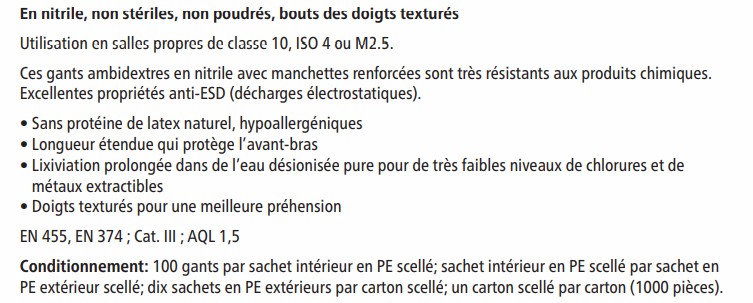 En nitrile, non stériles, non poudrés, bouts des doigts texturés
Utilisation en salles propres de classe 10, ISO 4 ou M2.5.
Ces gants ambidextres en nitrile avec manchettes renforcées sont très résistants aux produits chimiques.
Excellentes propriétés anti-ESD (décharges électrostatiques).
• Sans protéine de latex naturel, hypoallergéniques
• Longueur étendue qui protège l'avant-bras
• Lixiviation prolongée dans de l'eau désionisée pure pour de très faibles niveaux de chlorures et de
métaux extractibles
• Doigts texturés pour une meilleure préhension
EN 455, EN 374 ; Cat. III ; AQL 1,5
Conditionnement: 100 gants par sachet intérieur en PE scellé; sachet intérieur en PE scellé par sachet en
PE extérieur scellé; dix sachets en PE extérieurs par carton scellé; un carton scellé par carton (1000 pièces).